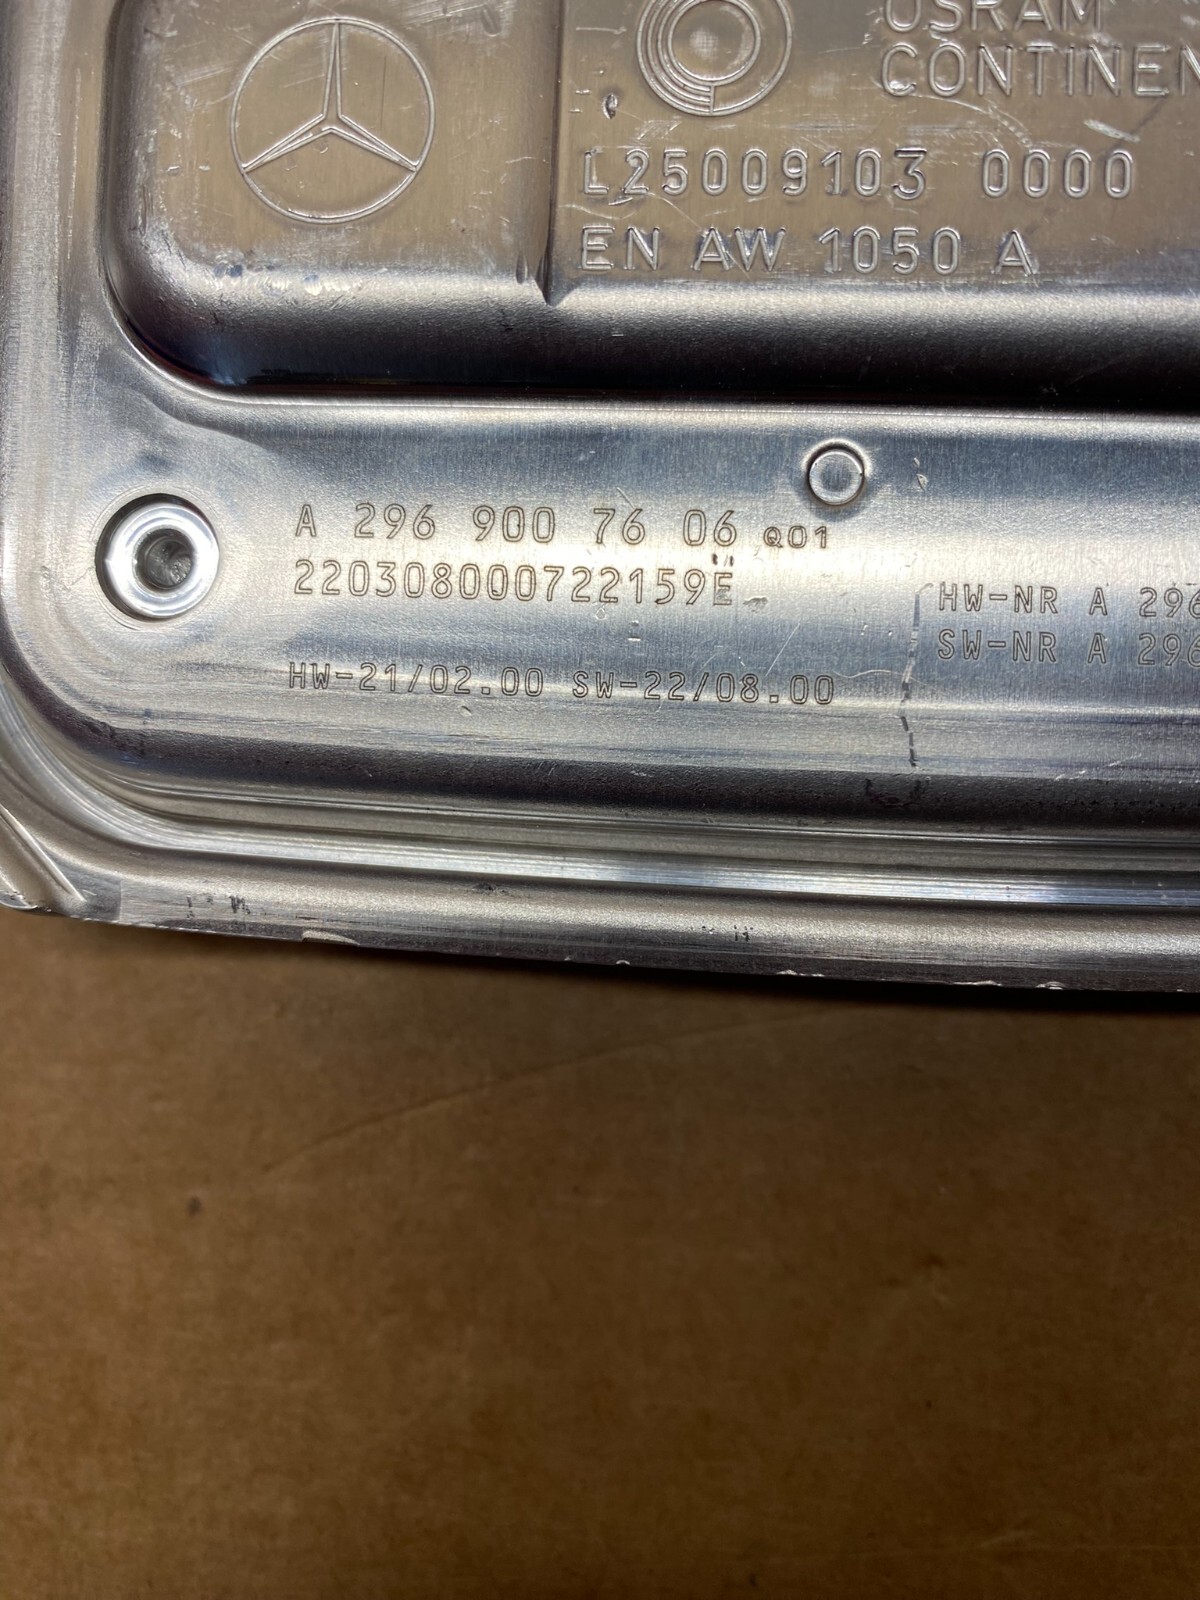 OSRAM
CONTINEN
L25009103 0000
EN AW 1050 A
A 296 900 76 06 Q01
220308000722159E
HW-NR A 296
SW-NR A 296
HW-21/02.00 SW-22/08.00